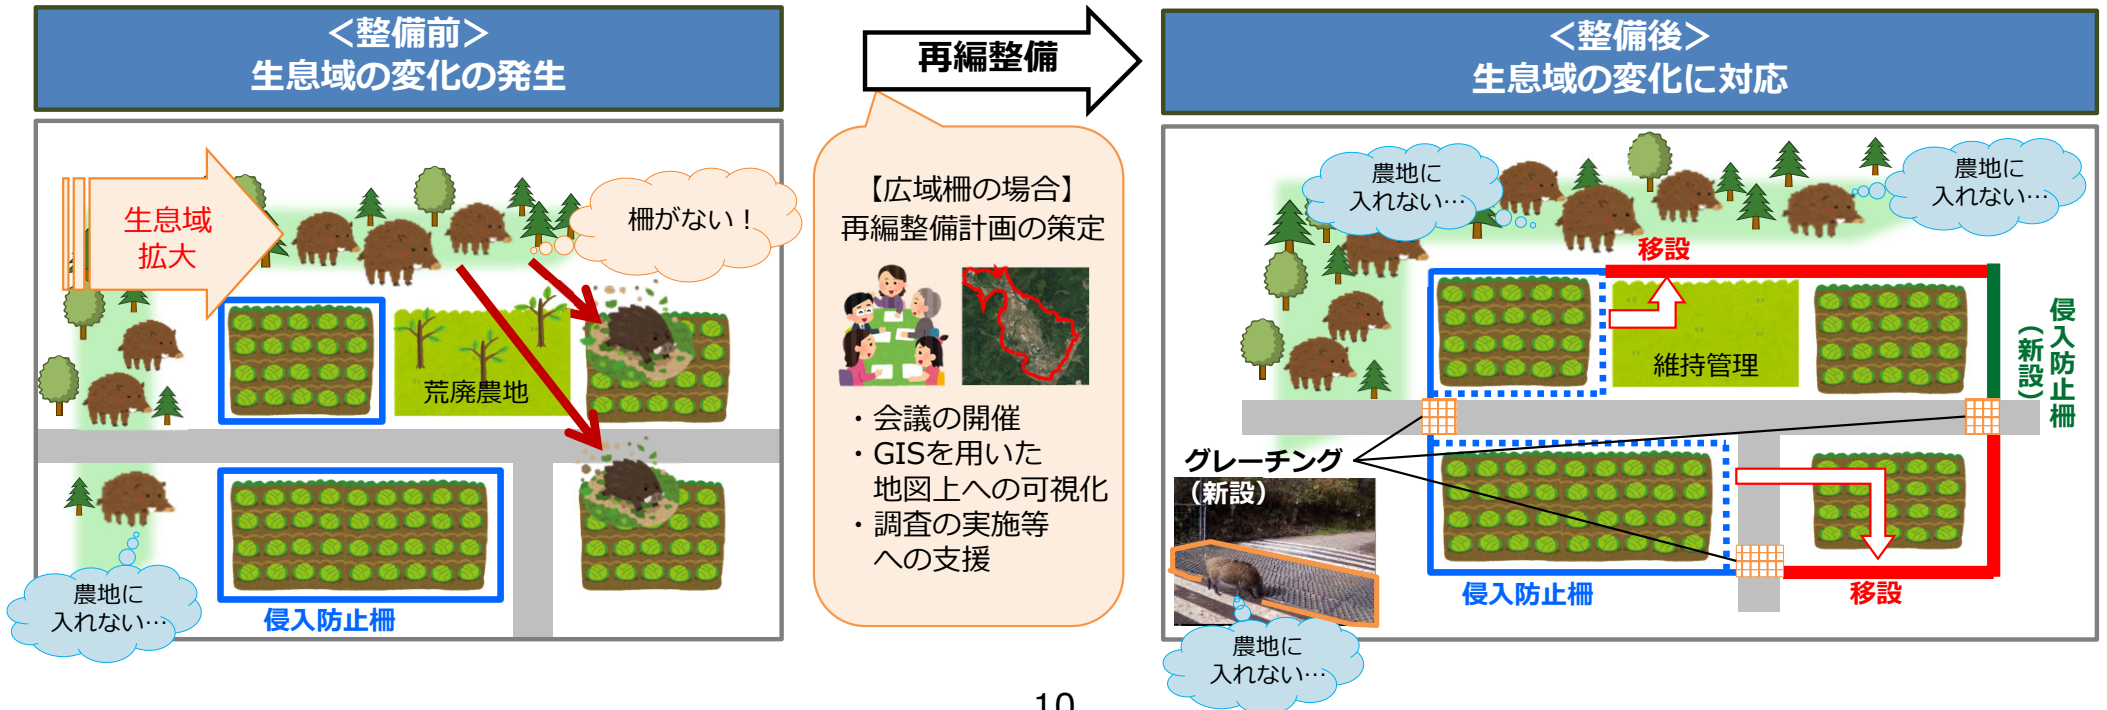 ＜整備前＞
生息域の変化の発生
生息域
拡大
柵がない！
荒廃農地
農地に
入れない…
侵入防止柵
再編整備
【広域柵の場合】
再編整備計画の策定
・会議の開催
・GISを用いた
地図上への可視化
・調査の実施等
への支援
＜整備後＞
生息域の変化に対応
農地に
入れない…
農地に
入れない…
移設
維持管理
侵入防止柵
（新設）
グレーチング
（新設）
侵入防止柵
移設
農地に
入れない…
10